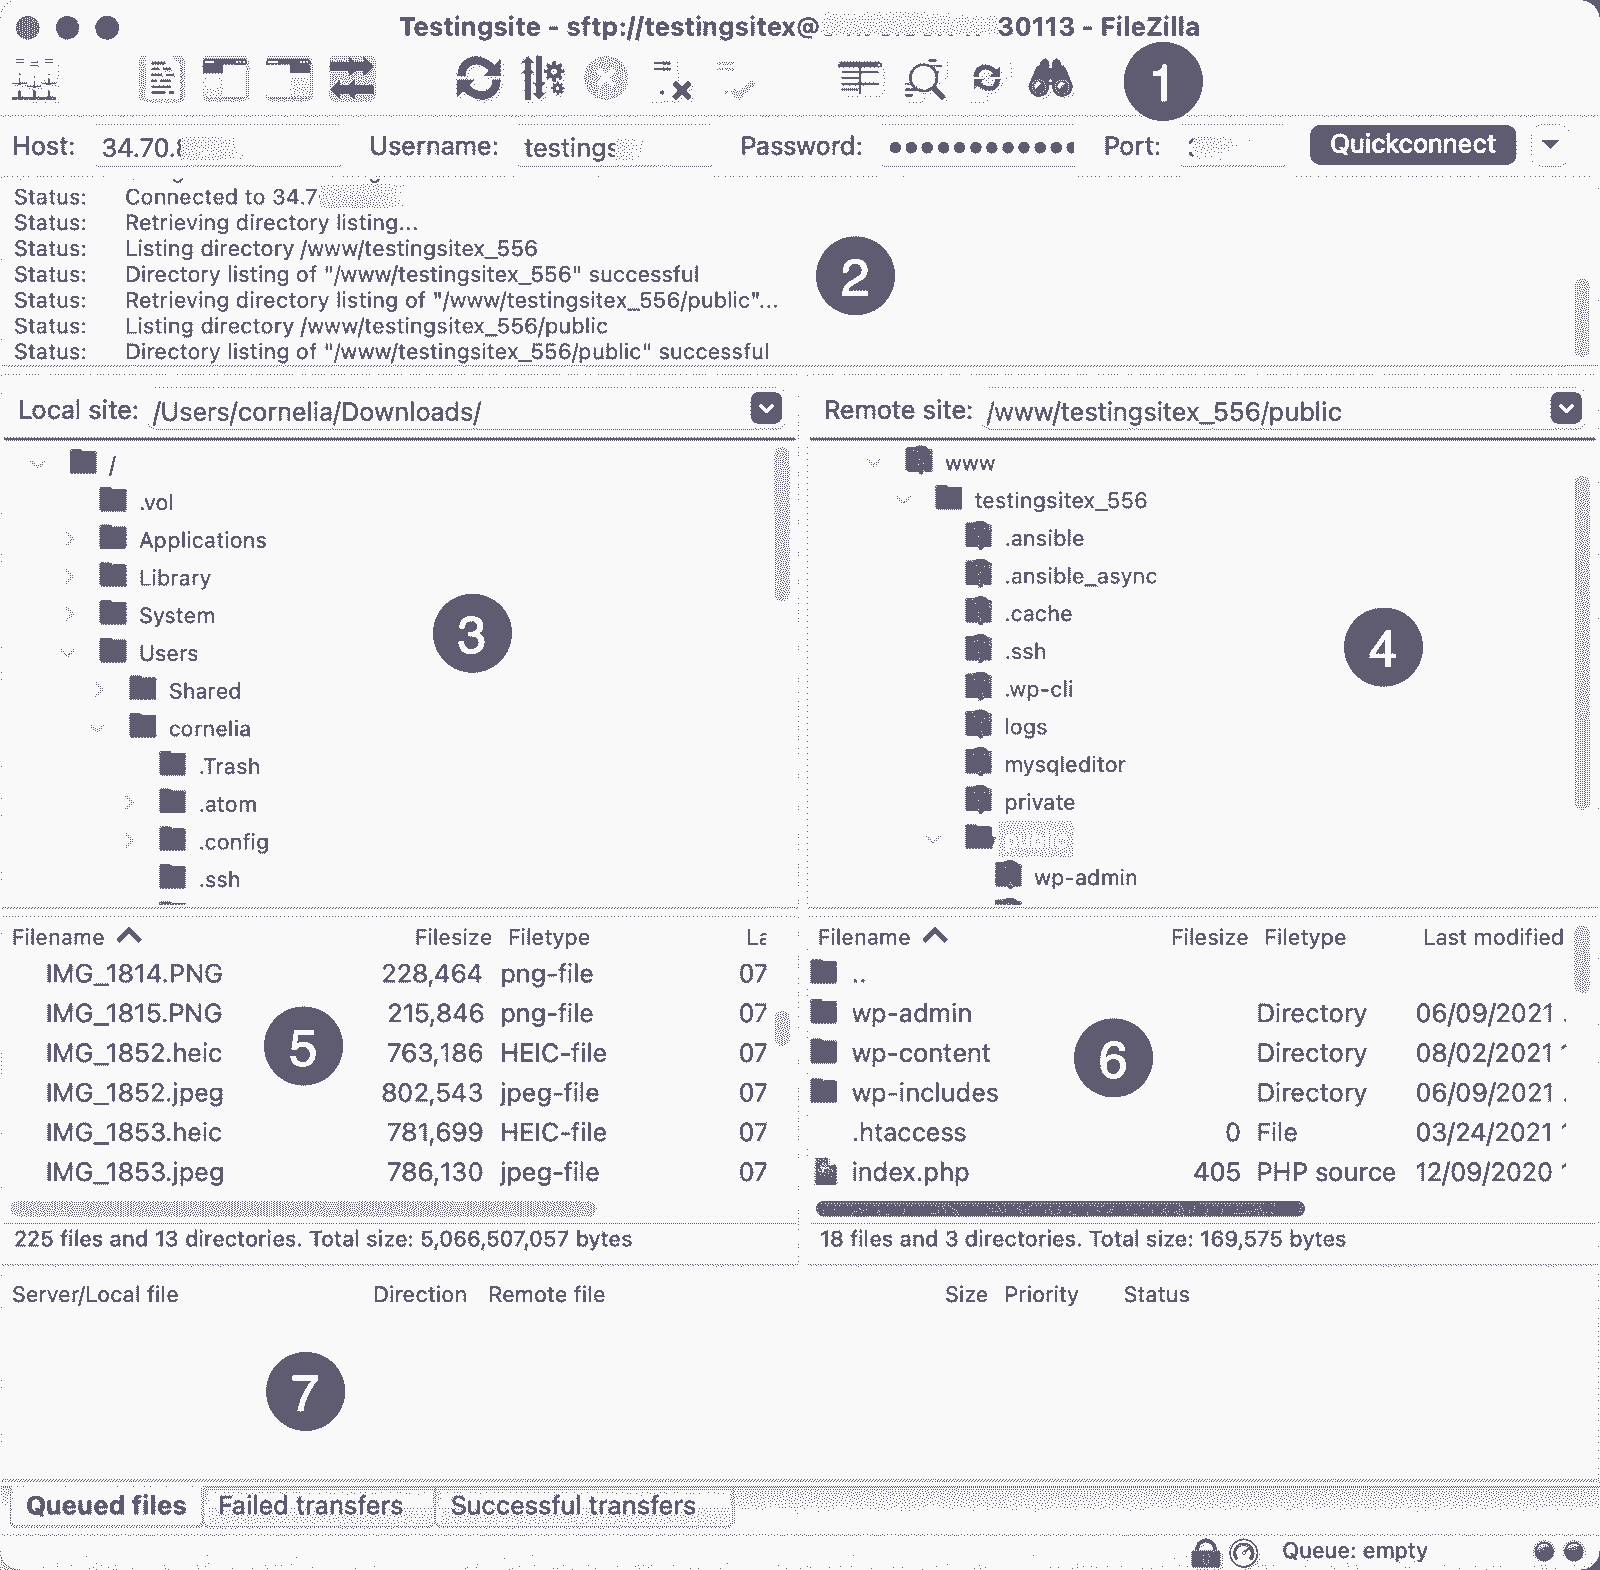 Testingsite - sftp://testingsitex@ 30113 - FileZilla
1
Host: 34.70. Username: testings Password: Port: Quickconnect
Status: Connected to 34.7
Status: Retrieving directory listing...
Status: Listing directory /www/testingsitex_556
Status: Directory listing of "/www/testingsitex_556" successful
Status: Retrieving directory listing of "/www/testingsitex_556/public"...
Status: Listing directory /www/testingsitex_556/public
Status: Directory listing of "/www/testingsitex_556/public" successful
2
Local site: /Users/cornelia/Downloads/
/
.vol
Applications
Library
System
Users
Shared
cornelia
.Trash
.atom
.config
.ssh
3
Remote site: /www/testingsitex_556/public
www
testingsitex_556
.ansible
.ansible_async
.cache
.ssh
.wp-cli
logs
mysqleditor
private
public
wp-admin
4
Filename Filesize Filetype
IMG_1814.PNG 228,464 png-file 07
IMG_1815.PNG 215,846 png-file 07
IMG_1852.heic 763,186 HEIC-file 07
IMG_1852.jpeg 802,543 jpeg-file 07
IMG_1853.heic 781,699 HEIC-file 07
IMG_1853.jpeg 786,130 jpeg-file 07
5
225 files and 13 directories. Total size: 5,066,507,057 bytes
Filename Filesize Filetype Last modified
..
wp-admin Directory 06/09/2021
wp-content Directory 08/02/2021
wp-includes Directory 06/09/2021
.htaccess 0 File 03/24/2021
index.php 405 PHP source 12/09/2020
6
18 files and 3 directories. Total size: 169,575 bytes
Server/Local file Direction Remote file Size Priority Status
7
Queued files Failed transfers Successful transfers
Queue: empty